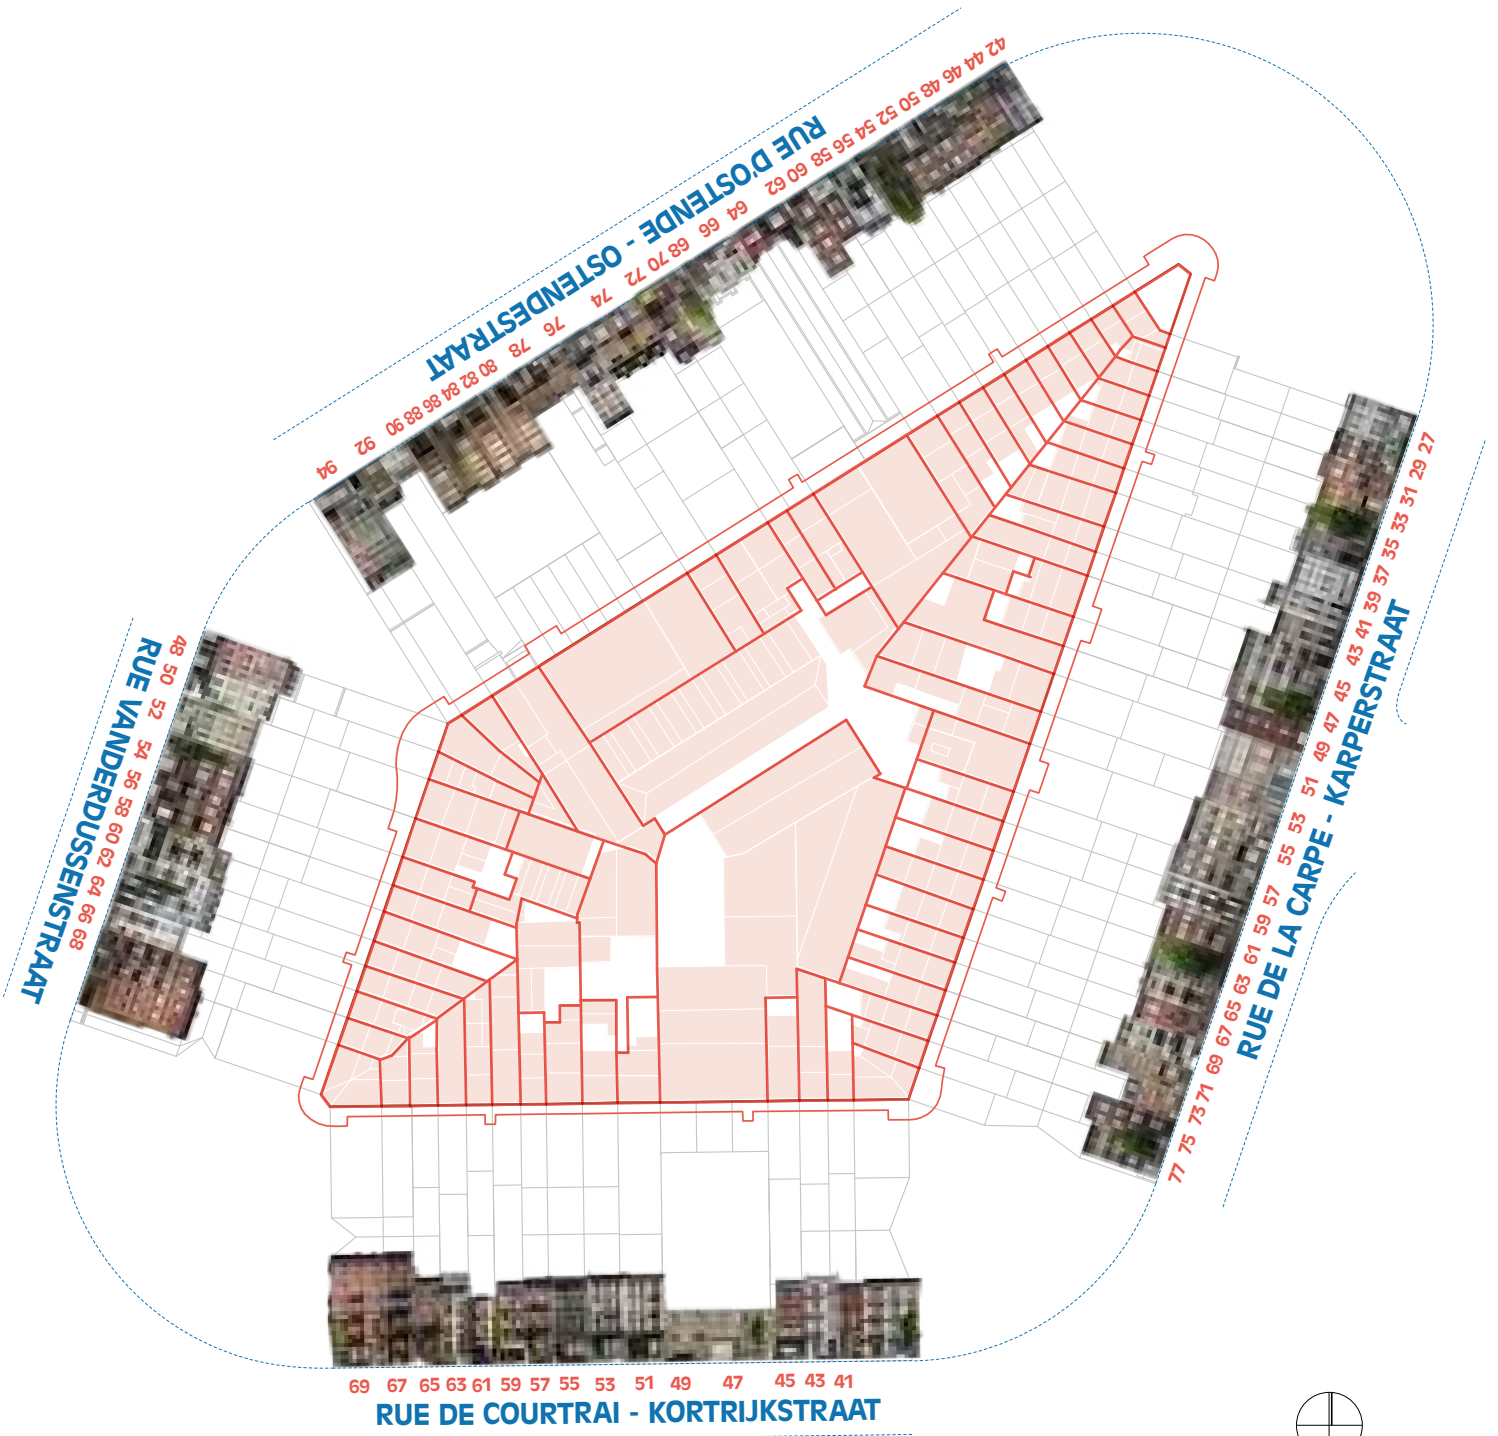 42 44 46 48 50 52 54 56 58 60 62 64 66 68 70 72 74 76 78 80 82 84 86 88 90 92 94
RUE D'OSTENDE - OSTENDESTRAAT
27 29 31 33 35 37 39 41 43 45 47 49 51 53 55 57 59 61 63 65 67 69 71 73 75 77
RUE DE LA CARPE - KARPERSTRAAT
48 50 52 54 56 58 60 62 64 66 68
RUE VANDERDUSSENSTRAAT
69 67 65 63 61 59 57 55 53 51 49 47 45 43 41
RUE DE COURTRAI - KORTRIJKSTRAAT